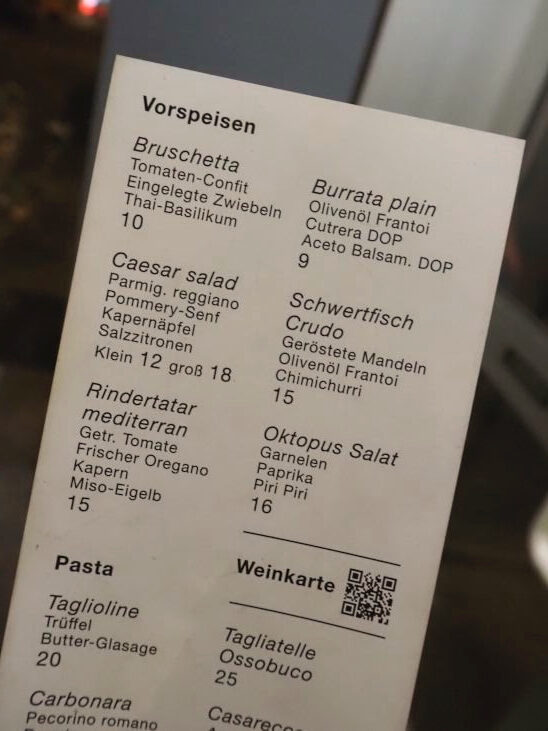 Vorspeisen
Bruschetta
Tomaten-Confit
Eingelegte Zwiebeln
Thai-Basilikum
10
Caesar salad
Parmig. reggiano
Pommery-Senf
Kapernäpfel
Salzzitronen
Klein 12 groß 18
Rindertatar
mediterran
Getr. Tomate
Frischer Oregano
Kapern
Miso-Eigelb
15
Burrata plain
Olivenöl Frantoi
Cutrera DOP
Aceto Balsam. DOP
9
Schwertfisch
Crudo
Geröstete Mandeln
Olivenöl Frantoi
Chimichurri
15
Oktopus Salat
Garnelen
Paprika
Piri Piri
16
Weinkarte
Pasta
Taglioline
Trüffel
Butter-Glasage
20
Carbonara
Pecorino romano
Tagliatelle
Ossobuco
25